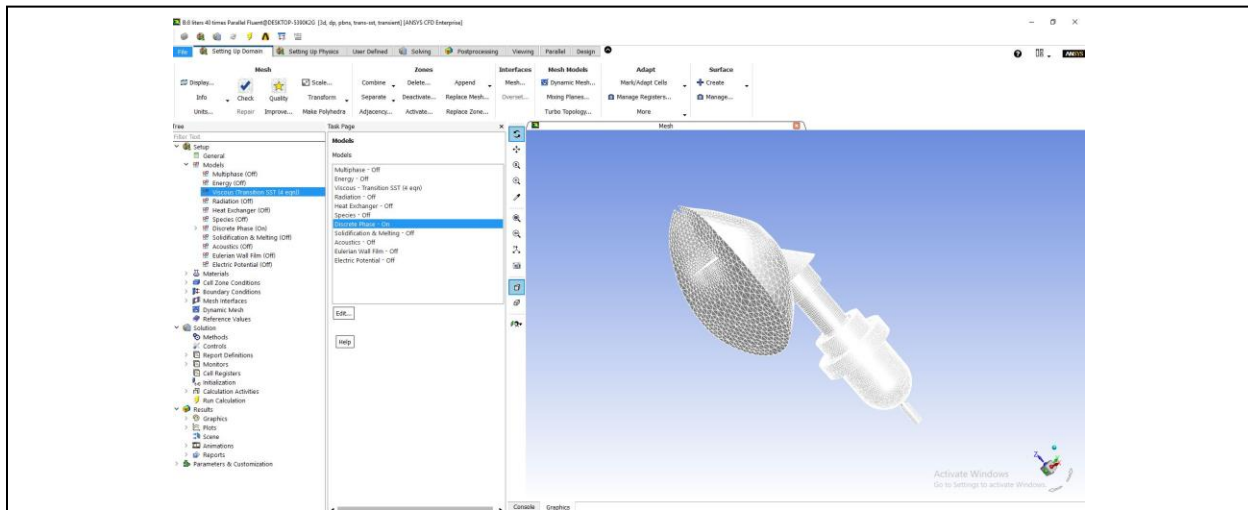 8.0 liters 40 times Parallel Fluent@DESKTOP-S300K2G [3d, dp, pbns, trans-sst, transient] [ANSYS CFD Enterprise]
File Setting Up Domain Setting Up Physics User Defined Solving Postprocessing Viewing Parallel Design
ANSYS
Mesh Zones Interfaces Mesh Models Adapt Surface
Display... Scale... Combine Delete... Append Mesh... Dynamic Mesh... Mark/Adapt Cells Create
Info Check Quality Transform Separate Deactivate... Replace Mesh... Overset... Mixing Planes... Manage Registers... Manage...
Units... Repair Improve... Make Polyhedra Adjacency... Activate... Replace Zone... Turbo Topology... More
Tree
Filter Text
Setup
General
Models
Multiphase (Off)
Energy (Off)
Viscous (Transition SST (4 eqn))
Radiation (Off)
Heat Exchanger (Off)
Species (Off)
Discrete Phase (On)
Solidification & Melting (Off)
Acoustics (Off)
Eulerian Wall Film (Off)
Electric Potential (Off)
Materials
Cell Zone Conditions
Boundary Conditions
Mesh Interfaces
Dynamic Mesh
Reference Values
Solution
Methods
Controls
Report Definitions
Monitors
Cell Registers
Initialization
Calculation Activities
Run Calculation
Results
Graphics
Plots
Scene
Animations
Reports
Parameters & Customization
Task Page
Models
Models
Multiphase - Off
Energy - Off
Viscous - Transition SST (4 eqn)
Radiation - Off
Heat Exchanger - Off
Species - Off
Discrete Phase - On
Solidification & Melting - Off
Acoustics - Off
Eulerian Wall Film - Off
Electric Potential - Off
Edit...
Help
Mesh
Z
Activate Windows
Go to Settings to activate Windows.
Console Graphics